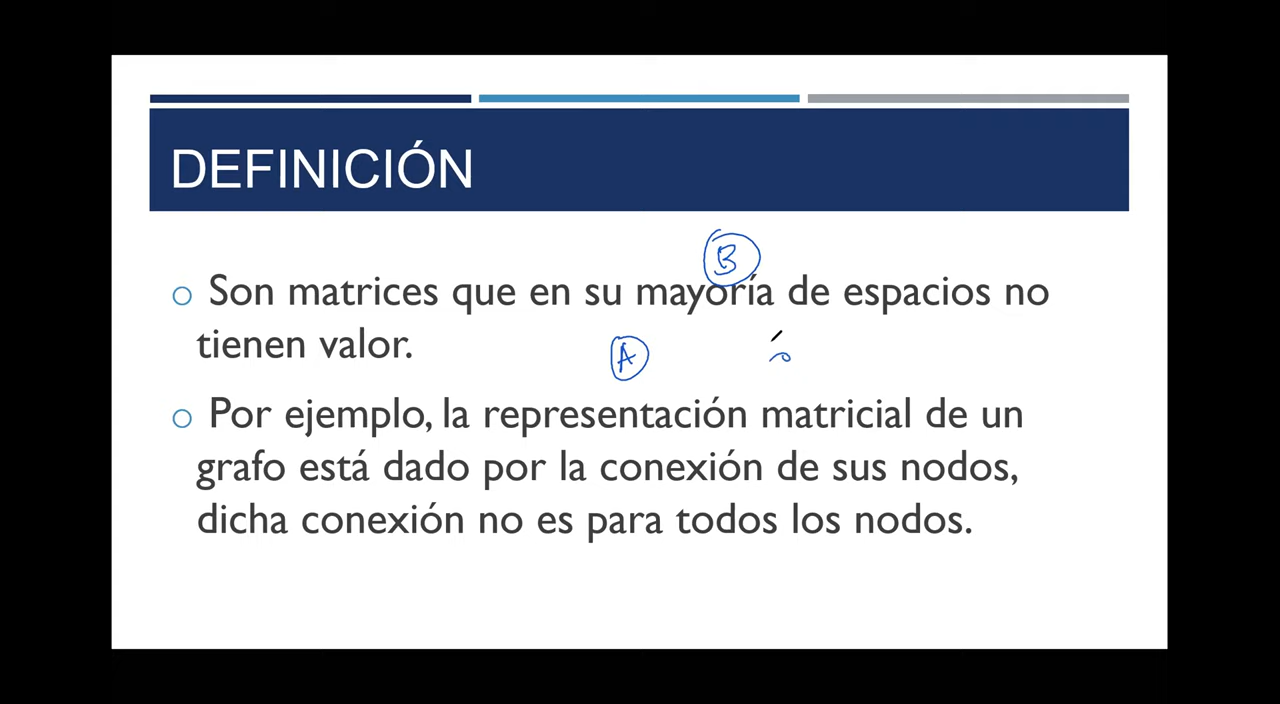 DEFINICIÓN
B
Son matrices que en su mayoría de espacios no
tienen valor.
A
Por ejemplo, la representación matricial de un
grafo está dado por la conexión de sus nodos,
dicha conexión no es para todos los nodos.